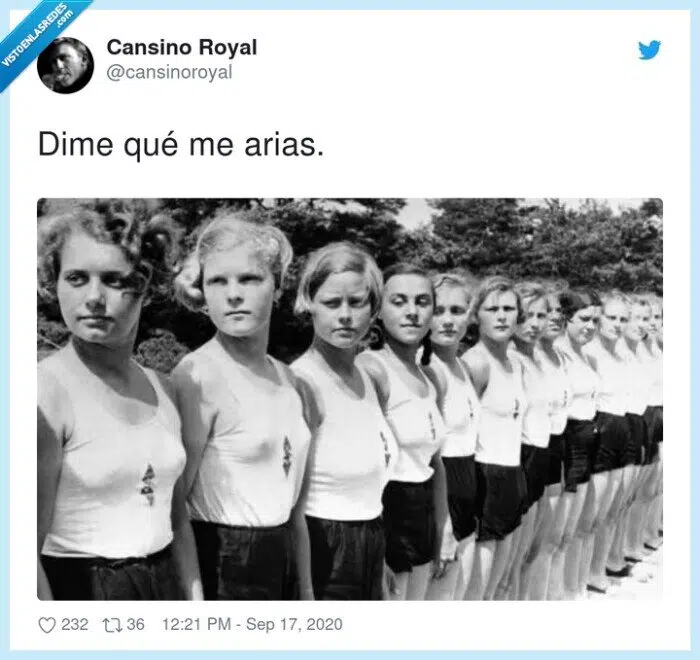 VISTOENLASREDES
.com
Cansino Royal
@cansinoroyal
Dime qué me arias.
232 36 12:21 PM - Sep 17, 2020